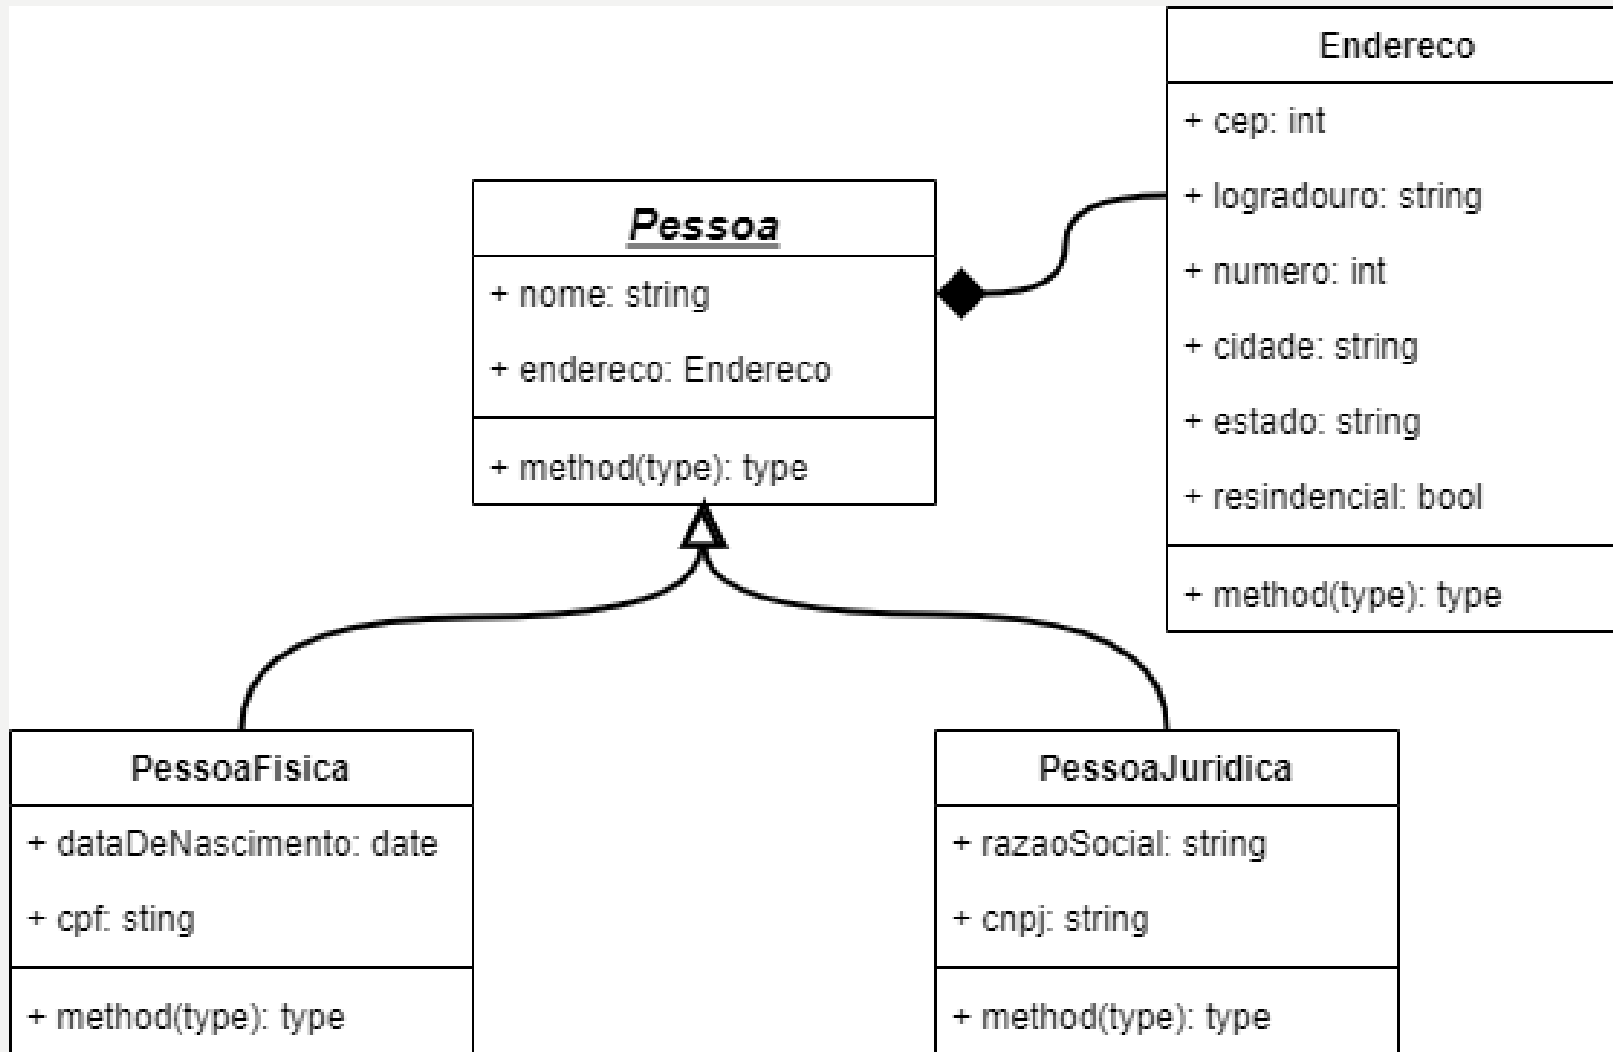 Endereco
+ cep: int
+ logradouro: string
+ numero: int
+ cidade: string
+ estado: string
+ resindencial: bool
+ method(type): type
Pessoa
+ nome: string
+ endereco: Endereco
+ method(type): type
PessoaFisica
+ dataDeNascimento: date
+ cpf: sting
+ method(type): type
PessoaJuridica
+ razaoSocial: string
+ cnpj: string
+ method(type): type